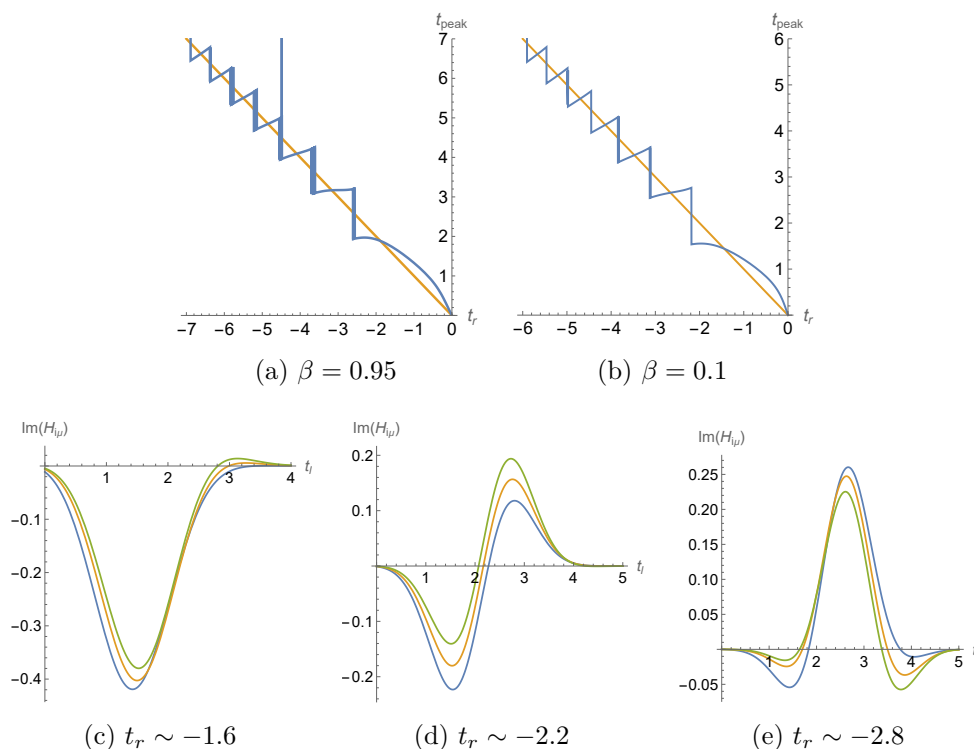 t_peak
7
6
5
4
3
2
1
−7 −6 −5 −4 −3 −2 −1 0
t_r
(a) β = 0.95
t_peak
6
5
4
3
2
1
−6 −5 −4 −3 −2 −1 0
t_r
(b) β = 0.1
Im(H_iμ)
1 2 3 4
t_l
−0.1
−0.2
−0.3
−0.4
(c) t_r ∼ −1.6
Im(H_iμ)
0.2
0.1
1 2 3 4 5
t_l
−0.1
−0.2
(d) t_r ∼ −2.2
Im(H_iμ)
0.25
0.20
0.15
0.10
0.05
1 2 3 4 5
−0.05
(e) t_r ∼ −2.8